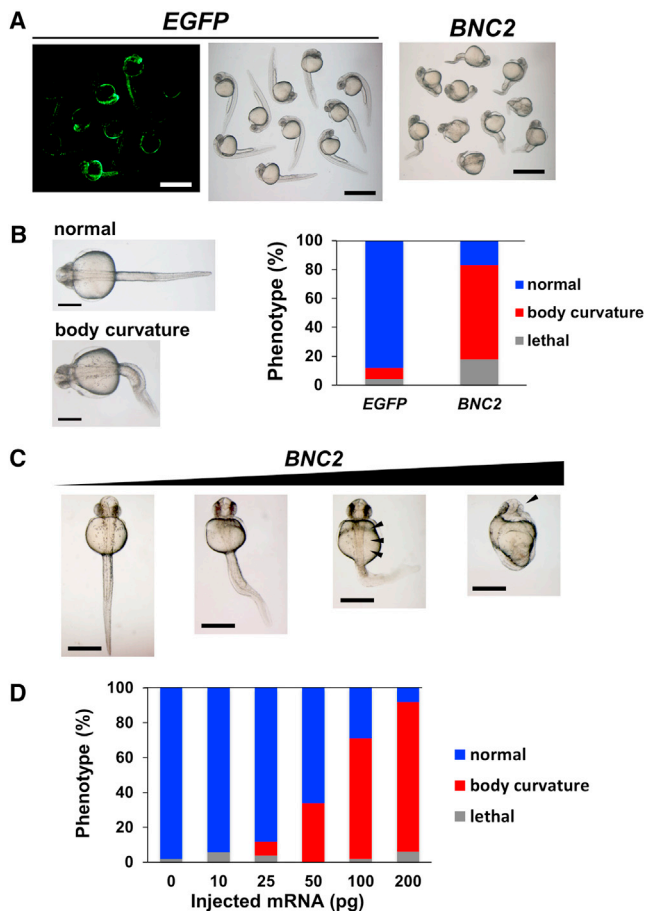 A
EGFP
BNC2
B
normal
body curvature
Phenotype (%)
100
80
60
40
20
0
EGFP
BNC2
normal
body curvature
lethal
C
BNC2
D
Phenotype (%)
100
80
60
40
20
0
0 10 25 50 100 200
Injected mRNA (pg)
normal
body curvature
lethal